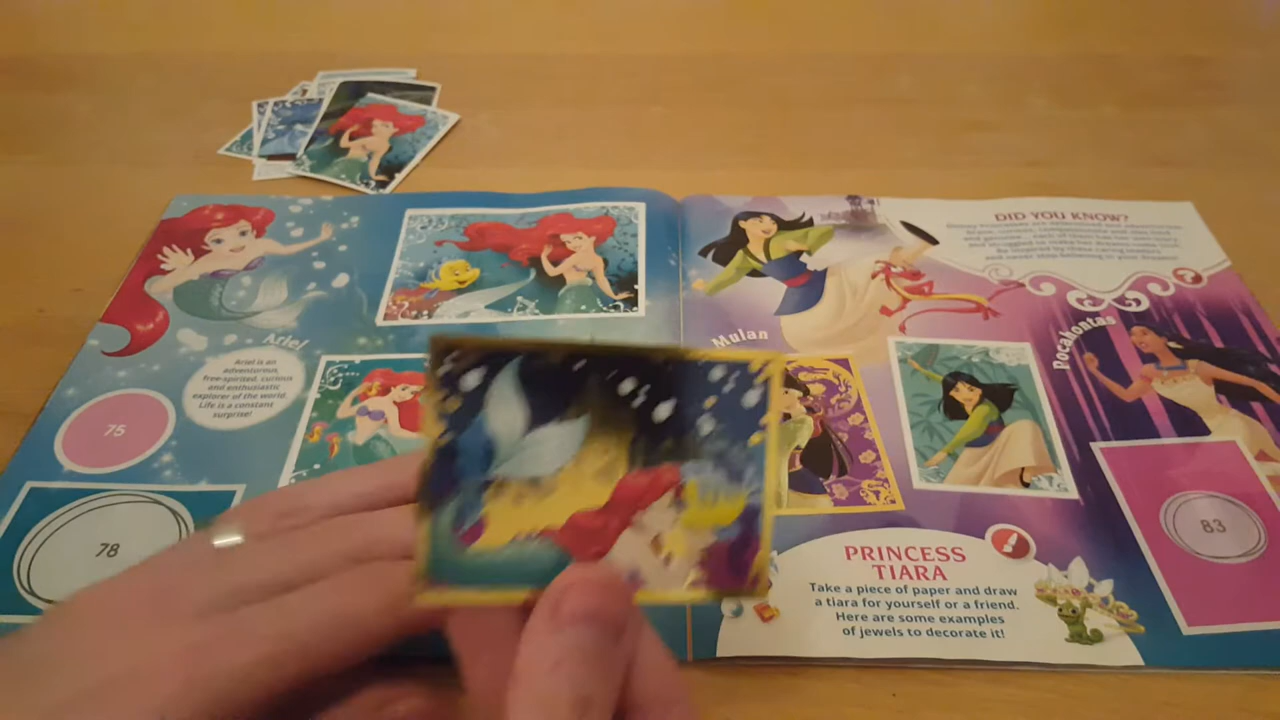 Ariel
Ariel is an
adventurous,
free-spirited, curious
and enthusiastic
explorer of the world.
Life is a constant
surprise!
75
78
Mulan
DID YOU KNOW?
?
Pocahontas
83
PRINCESS
TIARA
Take a piece of paper and draw
a tiara for yourself or a friend.
Here are some examples
of jewels to decorate it!